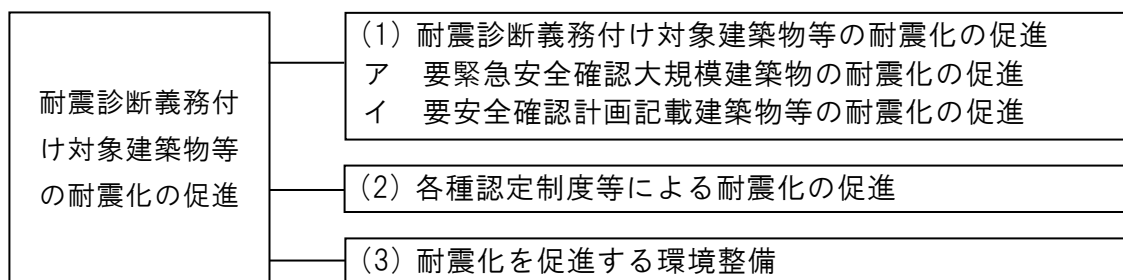 耐震診断義務付
け対象建築物等
の耐震化の促進
(1) 耐震診断義務付け対象建築物等の耐震化の促進
ア　要緊急安全確認大規模建築物の耐震化の促進
イ　要安全確認計画記載建築物等の耐震化の促進
(2) 各種認定制度等による耐震化の促進
(3) 耐震化を促進する環境整備